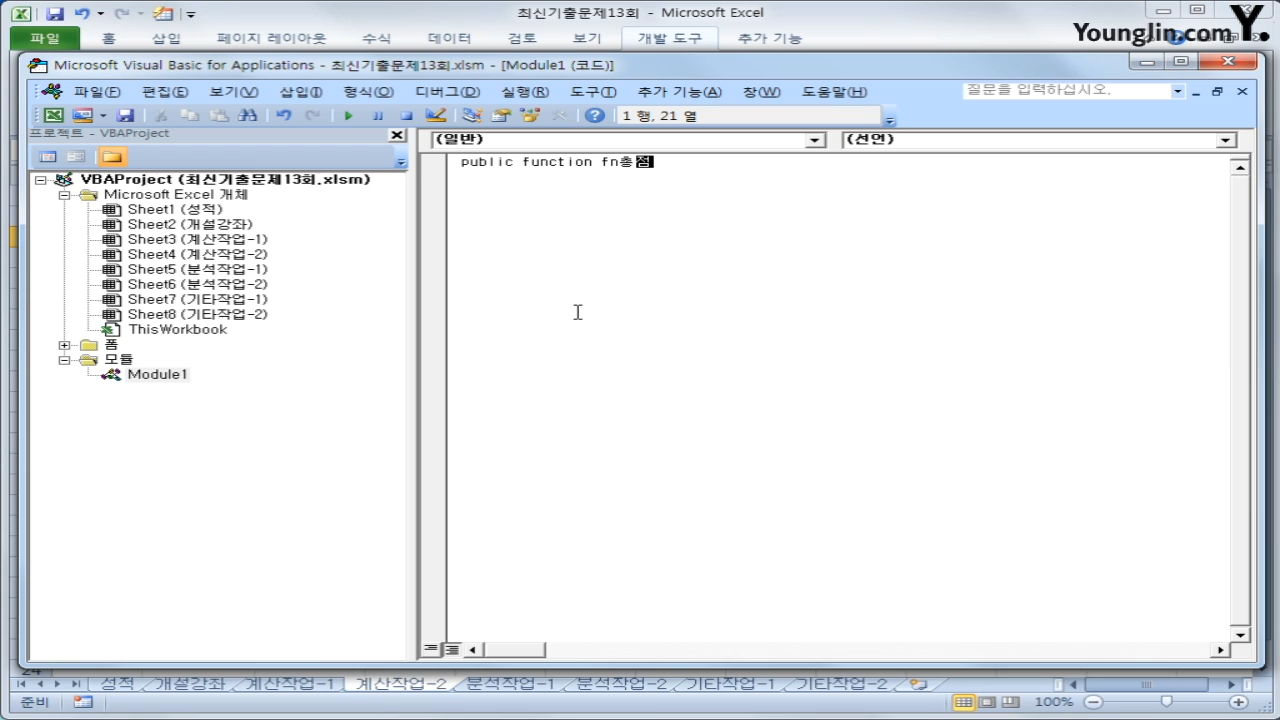 최신기출문제13회 - Microsoft Excel
파일 홈 삽입 페이지 레이아웃 수식 데이터 검토 보기 개발 도구 추가 기능
YoungJin.com Y.
Microsoft Visual Basic for Applications - 최신기출문제13회.xlsm - [Module1 (코드)]
파일(F) 편집(E) 보기(V) 삽입(I) 형식(O) 디버그(D) 실행(R) 도구(T) 추가 기능(A) 창(W) 도움말(H) 질문을 입력하십시오.
1 행, 21 열
프로젝트 - VBAProject
(일반) (선언)
public function fn총점
VBAProject (최신기출문제13회.xlsm)
Microsoft Excel 개체
Sheet1 (성적)
Sheet2 (개설강좌)
Sheet3 (계산작업-1)
Sheet4 (계산작업-2)
Sheet5 (분석작업-1)
Sheet6 (분석작업-2)
Sheet7 (기타작업-1)
Sheet8 (기타작업-2)
ThisWorkbook
폼
모듈
Module1
24
성적 개설강좌 계산작업-1 계산작업-2 분석작업-1 분석작업-2 기타작업-1 기타작업-2
준비 100%